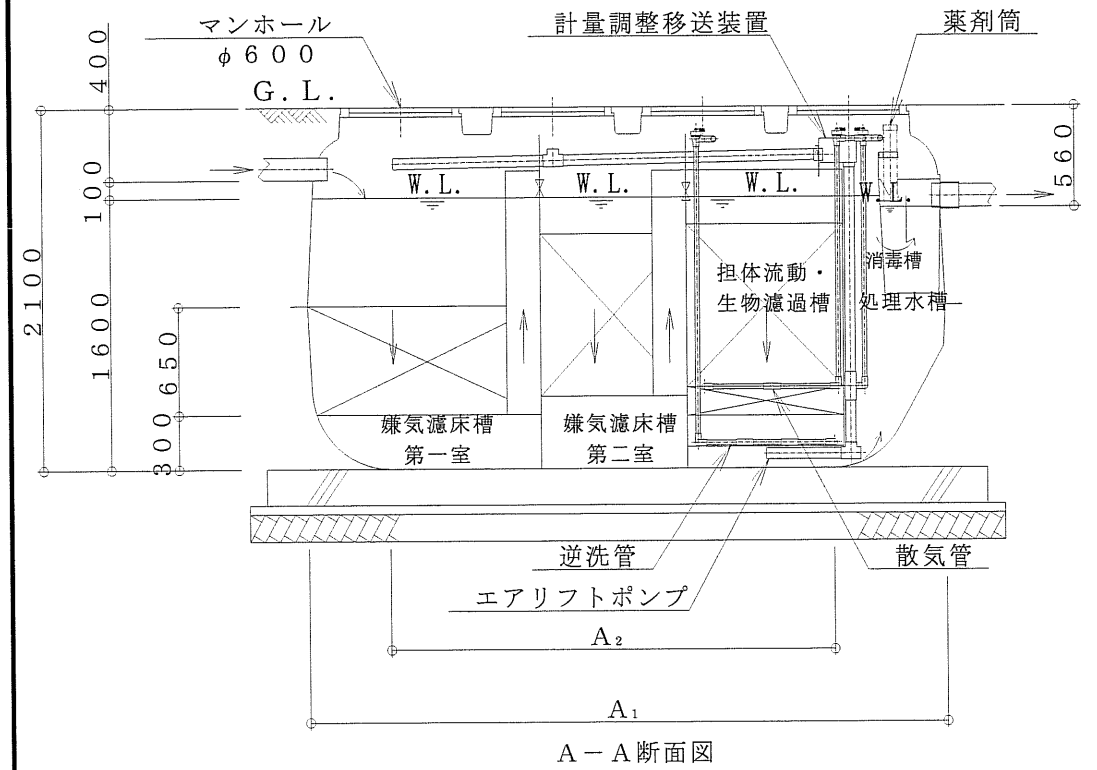 マンホール
φ600
計量調整移送装置
薬剤筒
G.L.
400
100
2100
1600
650
300
560
W.L.
W.L.
W.L.
W.L.
担体流動・
生物濾過槽
消毒槽
処理水槽
嫌気濾床槽
第一室
嫌気濾床槽
第二室
逆洗管
散気管
エアリフトポンプ
A₂
A₁
A－A断面図